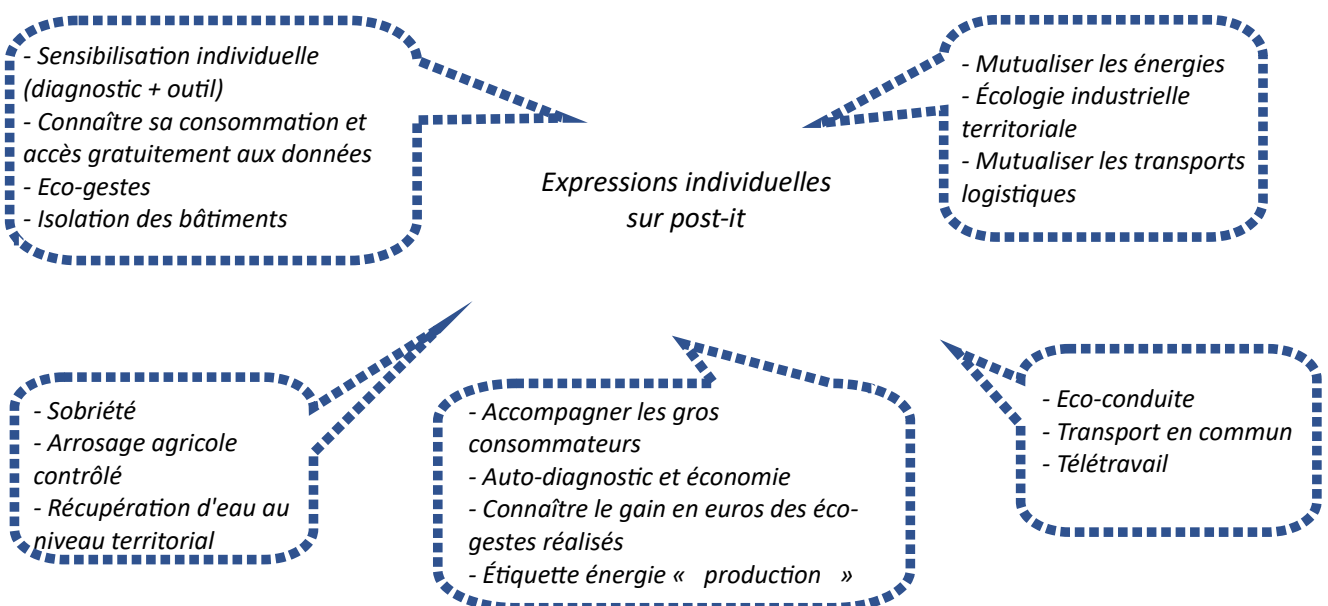 - Sensibilisation individuelle
(diagnostic + outil)
- Connaître sa consommation et
accès gratuitement aux données
- Eco-gestes
- Isolation des bâtiments
Expressions individuelles
sur post-it
- Mutualiser les énergies
- Écologie industrielle
territoriale
- Mutualiser les transports
logistiques
- Sobriété
- Arrosage agricole
contrôlé
- Récupération d'eau au
niveau territorial
- Accompagner les gros
consommateurs
- Auto-diagnostic et économie
- Connaître le gain en euros des éco-
gestes réalisés
- Étiquette énergie « production »
- Eco-conduite
- Transport en commun
- Télétravail